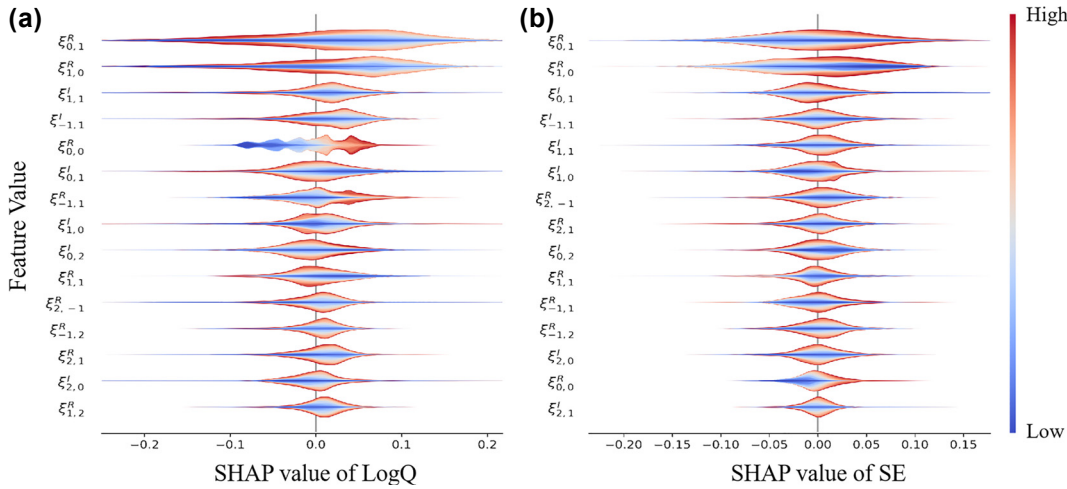 (a)
Feature Value
ξ^R_{0,1}
ξ^R_{1,0}
ξ^I_{1,1}
ξ^I_{-1,1}
ξ^R_{0,0}
ξ^I_{0,1}
ξ^R_{-1,1}
ξ^I_{1,0}
ξ^I_{0,2}
ξ^R_{1,1}
ξ^R_{2,-1}
ξ^R_{-1,2}
ξ^R_{2,1}
ξ^I_{2,0}
ξ^R_{1,2}
−0.2 −0.1 0.0 0.1 0.2
SHAP value of LogQ
(b)
ξ^R_{0,1}
ξ^R_{1,0}
ξ^I_{0,1}
ξ^I_{-1,1}
ξ^I_{1,1}
ξ^I_{1,0}
ξ^R_{2,-1}
ξ^R_{2,1}
ξ^I_{0,2}
ξ^R_{1,1}
ξ^R_{-1,1}
ξ^R_{-1,2}
ξ^I_{2,0}
ξ^R_{0,0}
ξ^I_{2,1}
−0.20 −0.15 −0.10 −0.05 0.00 0.05 0.10 0.15
SHAP value of SE
High
Low